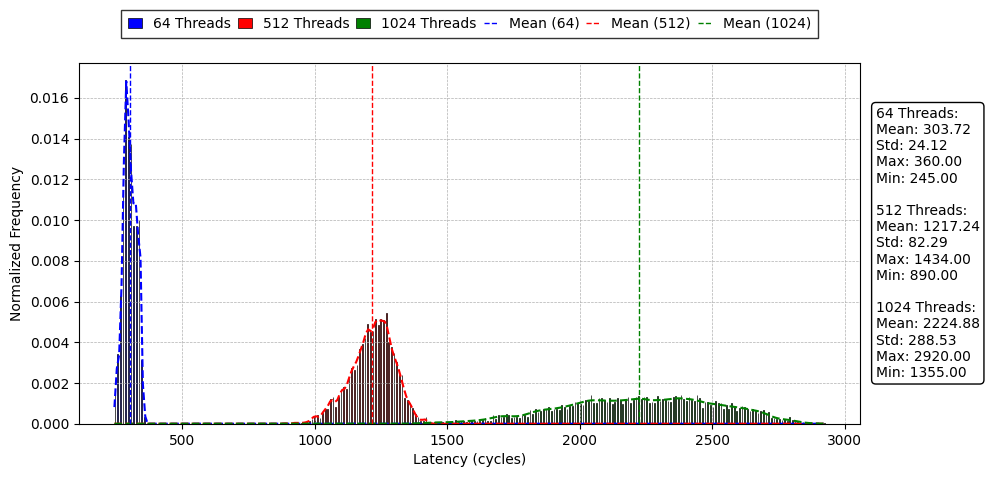 64 Threads 512 Threads 1024 Threads Mean (64) Mean (512) Mean (1024)
0.016
0.014
0.012
0.010
0.008
0.006
0.004
0.002
0.000
Normalized Frequency
500 1000 1500 2000 2500 3000
Latency (cycles)
64 Threads:
Mean: 303.72
Std: 24.12
Max: 360.00
Min: 245.00
512 Threads:
Mean: 1217.24
Std: 82.29
Max: 1434.00
Min: 890.00
1024 Threads:
Mean: 2224.88
Std: 288.53
Max: 2920.00
Min: 1355.00